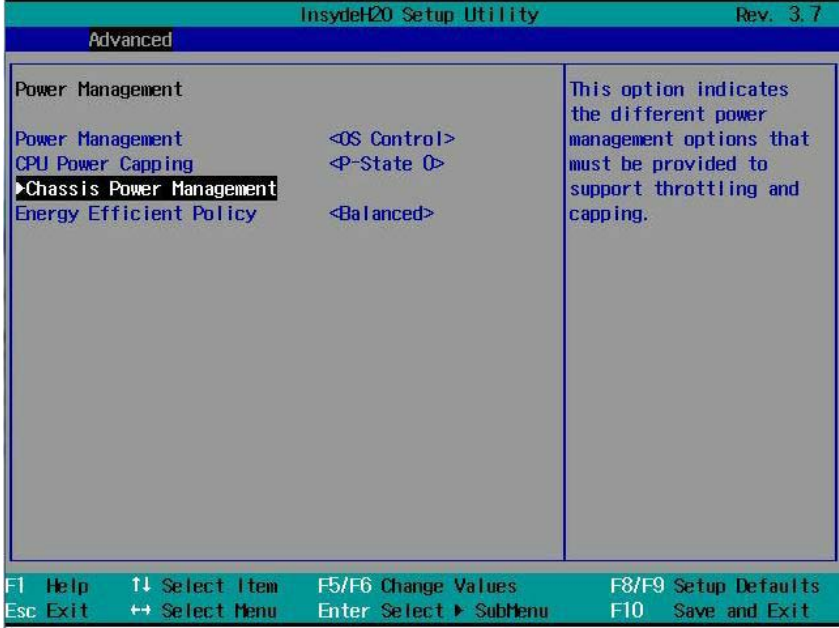 InsydeH2O Setup Utility Rev. 3.7
Advanced
Power Management
Power Management <OS Control>
CPU Power Capping <P-State 0>
▶Chassis Power Management
Energy Efficient Policy <Balanced>
This option indicates
the different power
management options that
must be provided to
support throttling and
capping.
F1 Help ↑↓ Select Item F5/F6 Change Values F8/F9 Setup Defaults
Esc Exit ↔ Select Menu Enter Select ▶ SubMenu F10 Save and Exit